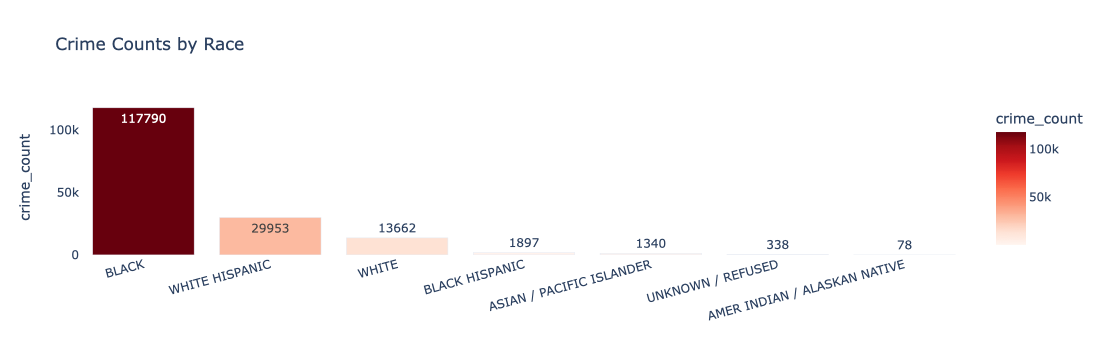 Crime Counts by Race
crime_count
100k
50k
0
117790
29953
13662
1897
1340
338
78
BLACK
WHITE HISPANIC
WHITE
BLACK HISPANIC
ASIAN / PACIFIC ISLANDER
UNKNOWN / REFUSED
AMER INDIAN / ALASKAN NATIVE
crime_count
100k
50k